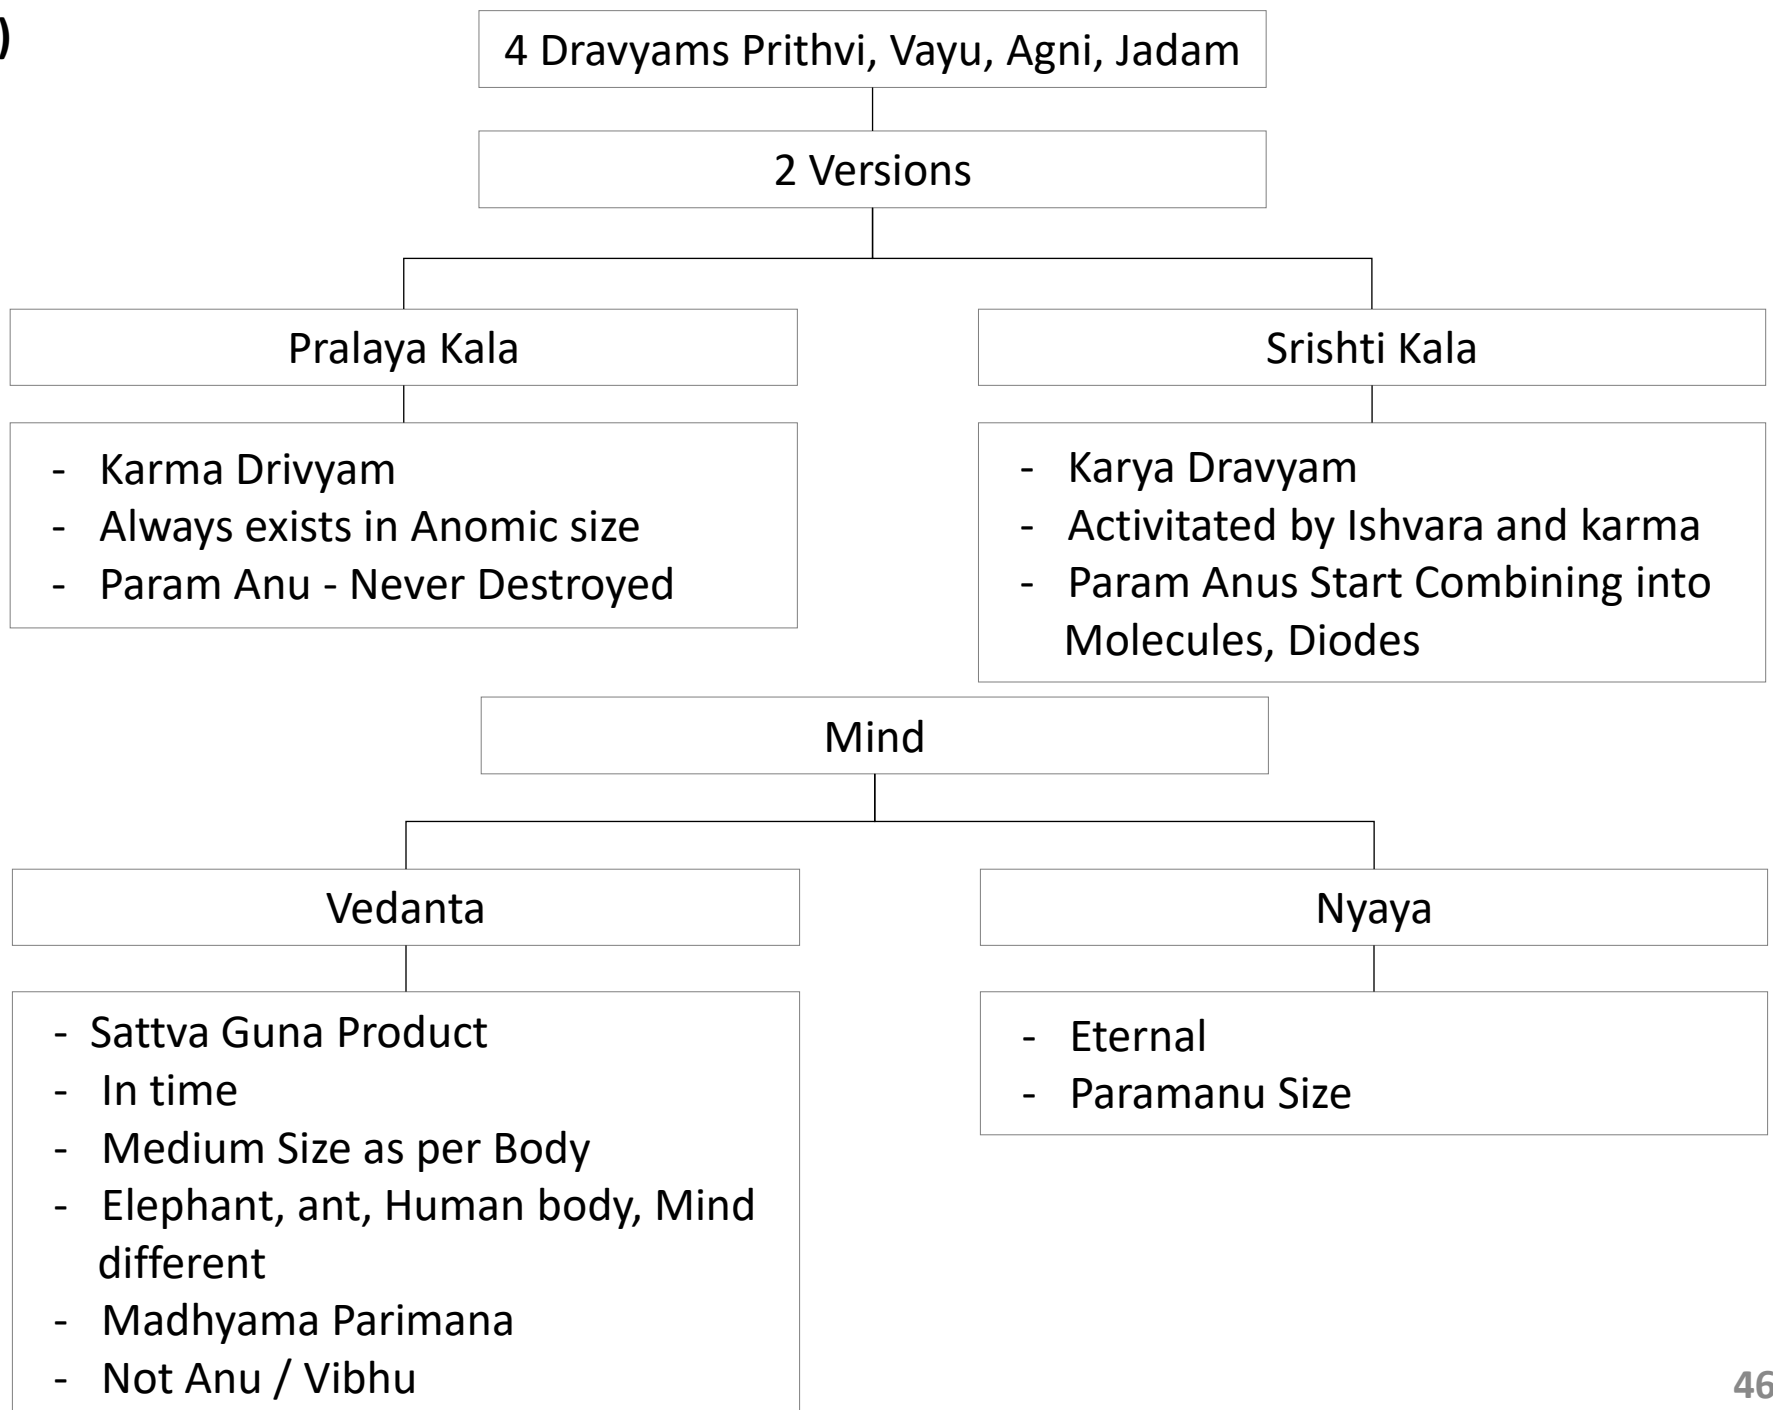 )
4 Dravyams Prithvi, Vayu, Agni, Jadam
2 Versions
Pralaya Kala
- Karma Drivyam
- Always exists in Anomic size
- Param Anu - Never Destroyed
Srishti Kala
- Karya Dravyam
- Activitated by Ishvara and karma
- Param Anus Start Combining into
Molecules, Diodes
Mind
Vedanta
- Sattva Guna Product
- In time
- Medium Size as per Body
- Elephant, ant, Human body, Mind
different
- Madhyama Parimana
- Not Anu / Vibhu
Nyaya
- Eternal
- Paramanu Size
46